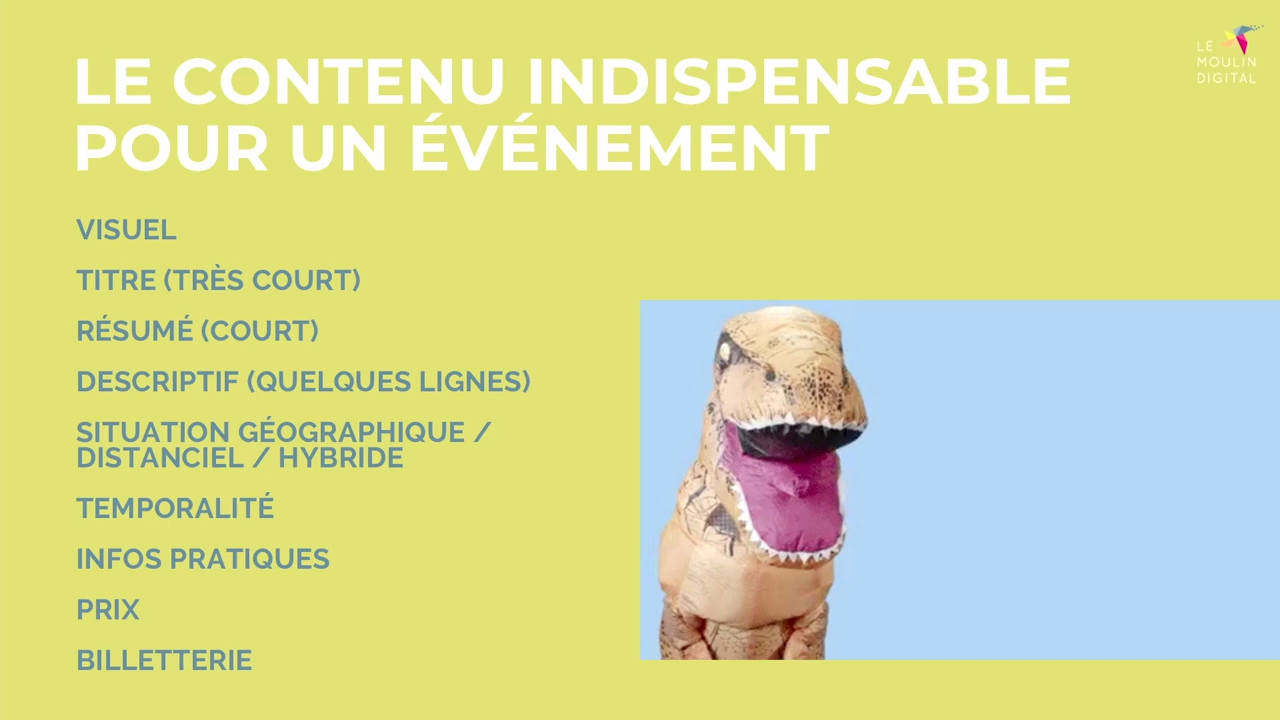 LE CONTENU INDISPENSABLE
POUR UN ÉVÉNEMENT
LE
MOULIN
DIGITAL
VISUEL
TITRE (TRÈS COURT)
RÉSUMÉ (COURT)
DESCRIPTIF (QUELQUES LIGNES)
SITUATION GÉOGRAPHIQUE /
DISTANCIEL / HYBRIDE
TEMPORALITÉ
INFOS PRATIQUES
PRIX
BILLETTERIE